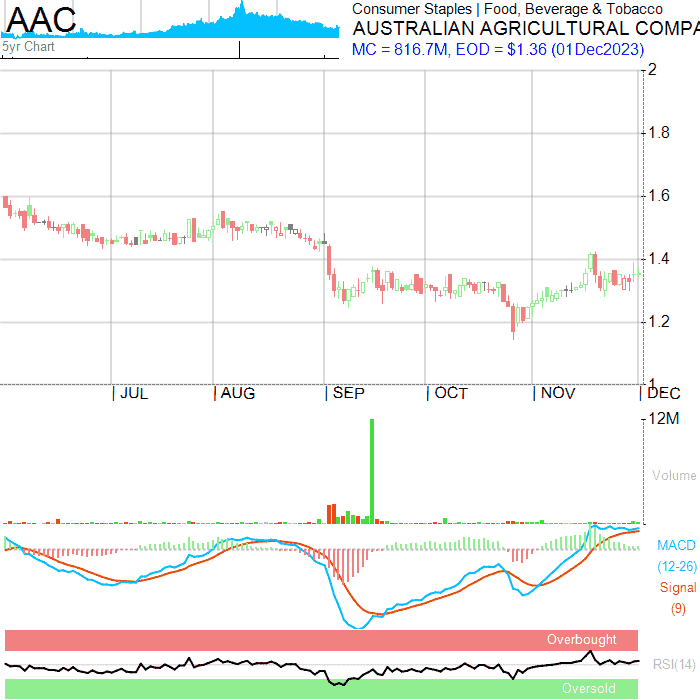 AAC
5yr Chart
Consumer Staples | Food, Beverage & Tobacco
AUSTRALIAN AGRICULTURAL COMPA
MC = 816.7M, EOD = $1.36 (01Dec2023)
2
1.8
1.6
1.4
1.2
1
JUL
AUG
SEP
OCT
NOV
DEC
12M
Volume
MACD
(12-26)
Signal
(9)
Overbought
RSI(14)
Oversold